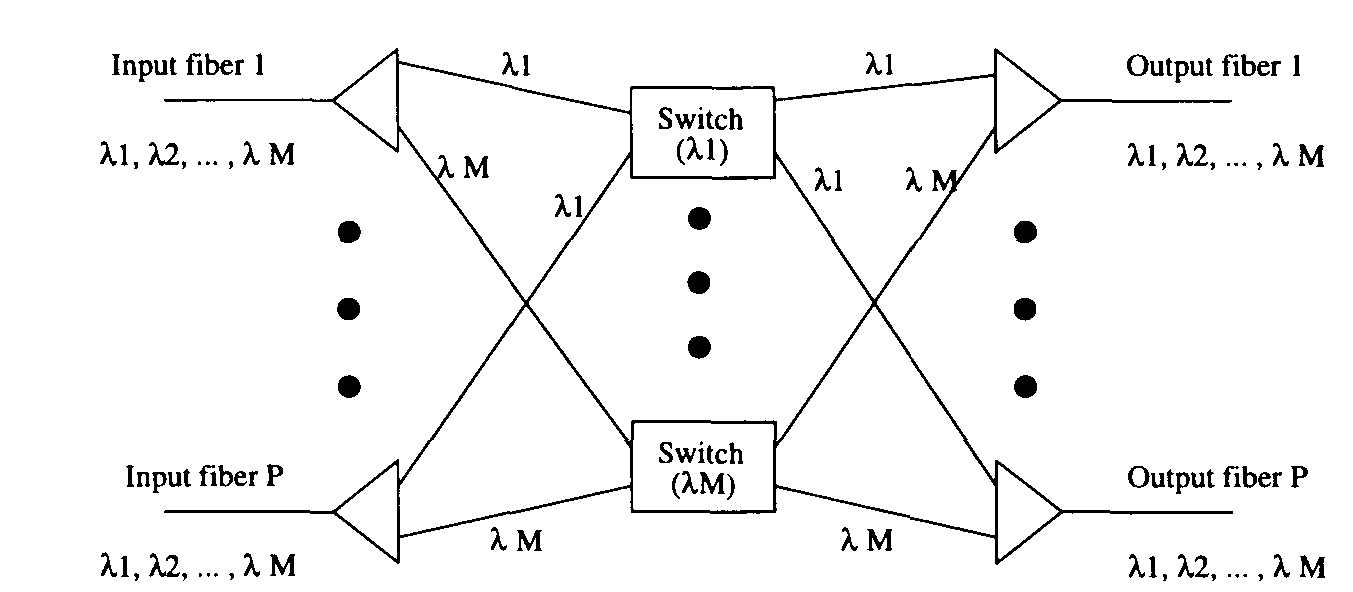 Input fiber 1
λ1
λ1
Output fiber 1
Switch
(λ1)
λ1, λ2, ... , λ M
λ M
λ1
λ1
λ M
λ1, λ2, ... , λ M
Input fiber P
Switch
(λM)
Output fiber P
λ M
λ M
λ1, λ2, ... , λ M
λ1, λ2, ... , λ M